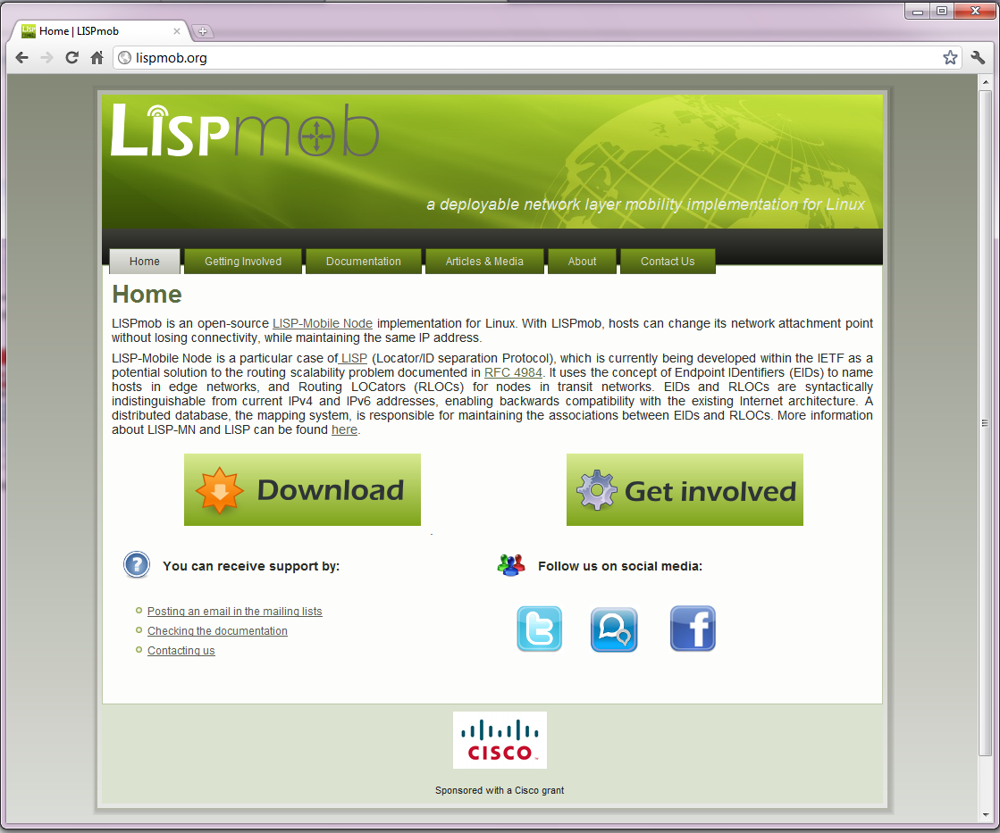 Home | LISPmob
lispmob.org
LISPmob
a deployable network layer mobility implementation for Linux
Home
Getting Involved
Documentation
Articles & Media
About
Contact Us
Home
LISPmob is an open-source LISP-Mobile Node implementation for Linux. With LISPmob, hosts can change its network attachment point
without losing connectivity, while maintaining the same IP address.
LISP-Mobile Node is a particular case of LISP (Locator/ID separation Protocol), which is currently being developed within the IETF as a
potential solution to the routing scalability problem documented in RFC 4984. It uses the concept of Endpoint IDentifiers (EIDs) to name
hosts in edge networks, and Routing LOCators (RLOCs) for nodes in transit networks. EIDs and RLOCs are syntactically
indistinguishable from current IPv4 and IPv6 addresses, enabling backwards compatibility with the existing Internet architecture. A
distributed database, the mapping system, is responsible for maintaining the associations between EIDs and RLOCs. More information
about LISP-MN and LISP can be found here.
Download
Get involved
You can receive support by:
Follow us on social media:
Posting an email in the mailing lists
Checking the documentation
Contacting us
CISCO
Sponsored with a Cisco grant